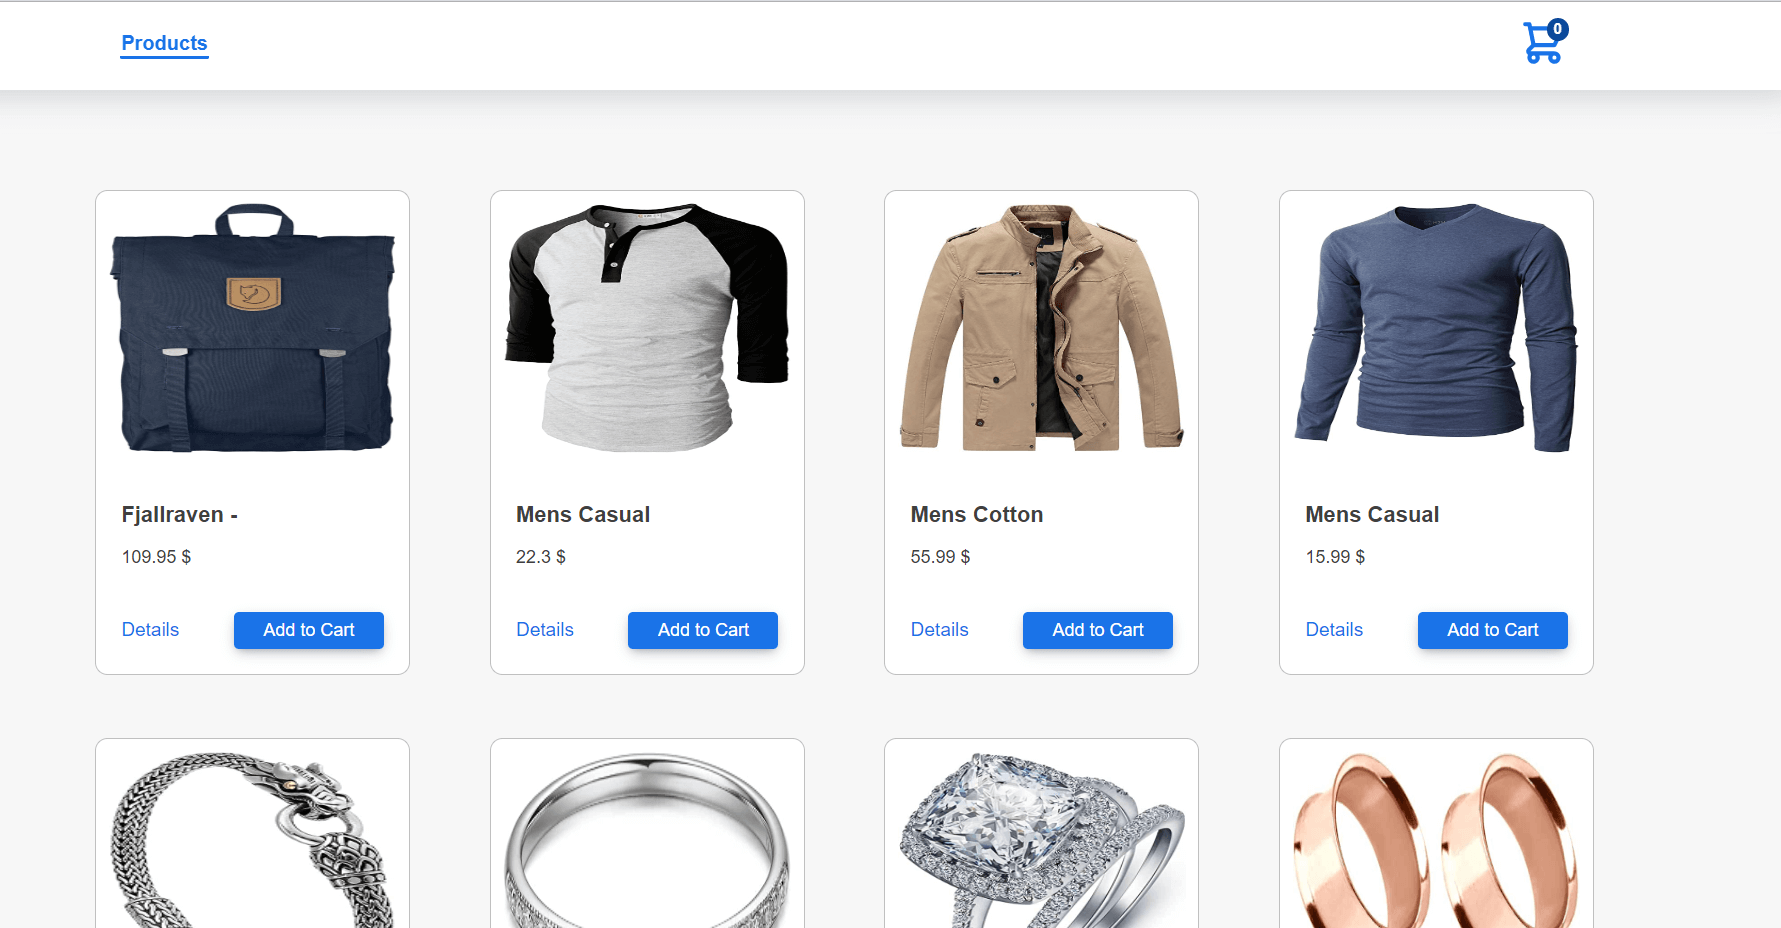 Products
0
Fjallraven -
109.95 $
Details
Add to Cart
Mens Casual
22.3 $
Details
Add to Cart
Mens Cotton
55.99 $
Details
Add to Cart
Mens Casual
15.99 $
Details
Add to Cart